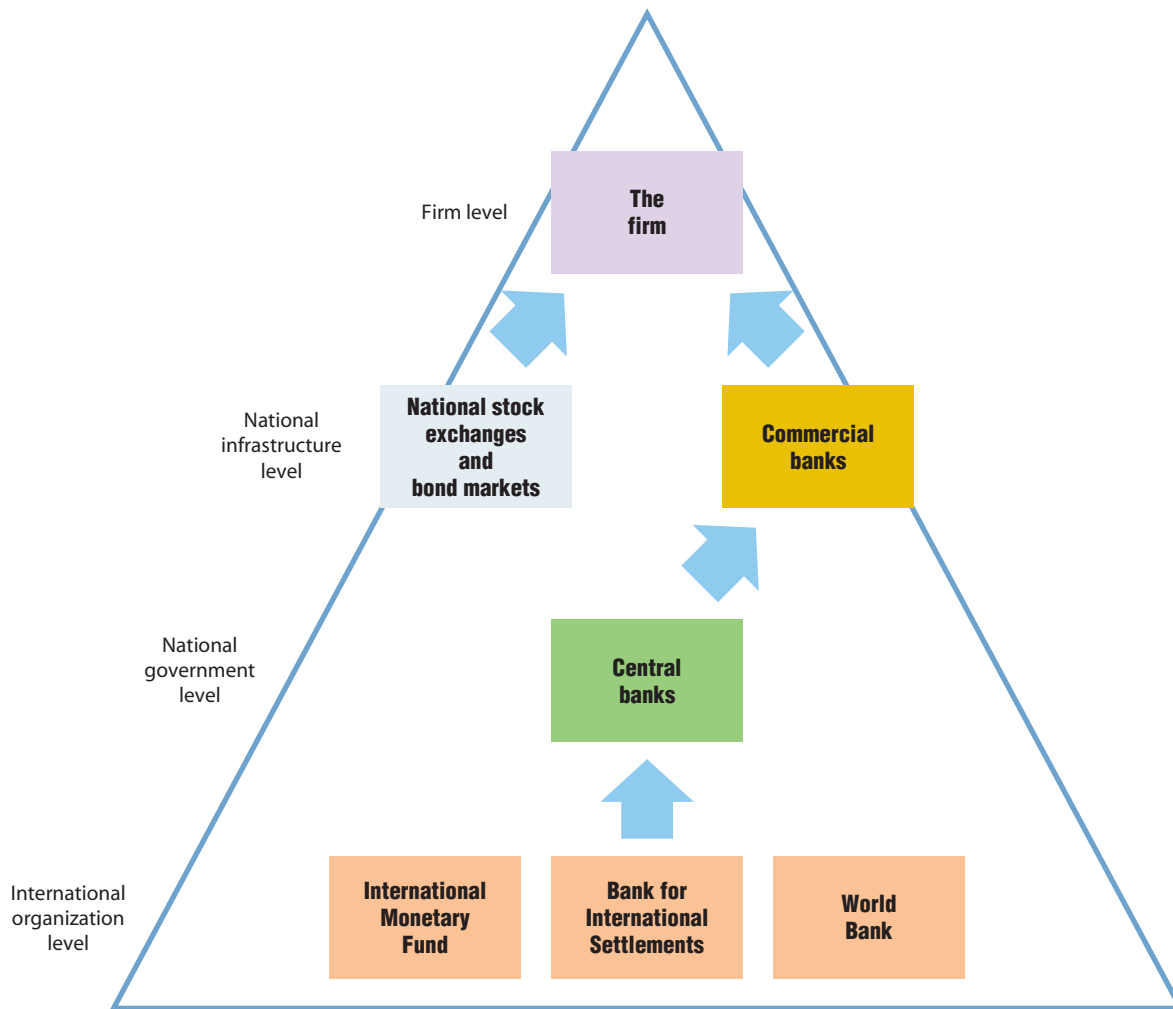 Firm level
The
firm
National
infrastructure
level
National stock
exchanges
and
bond markets
Commercial
banks
National
government
level
Central
banks
International
organization
level
International
Monetary
Fund
Bank for
International
Settlements
World
Bank